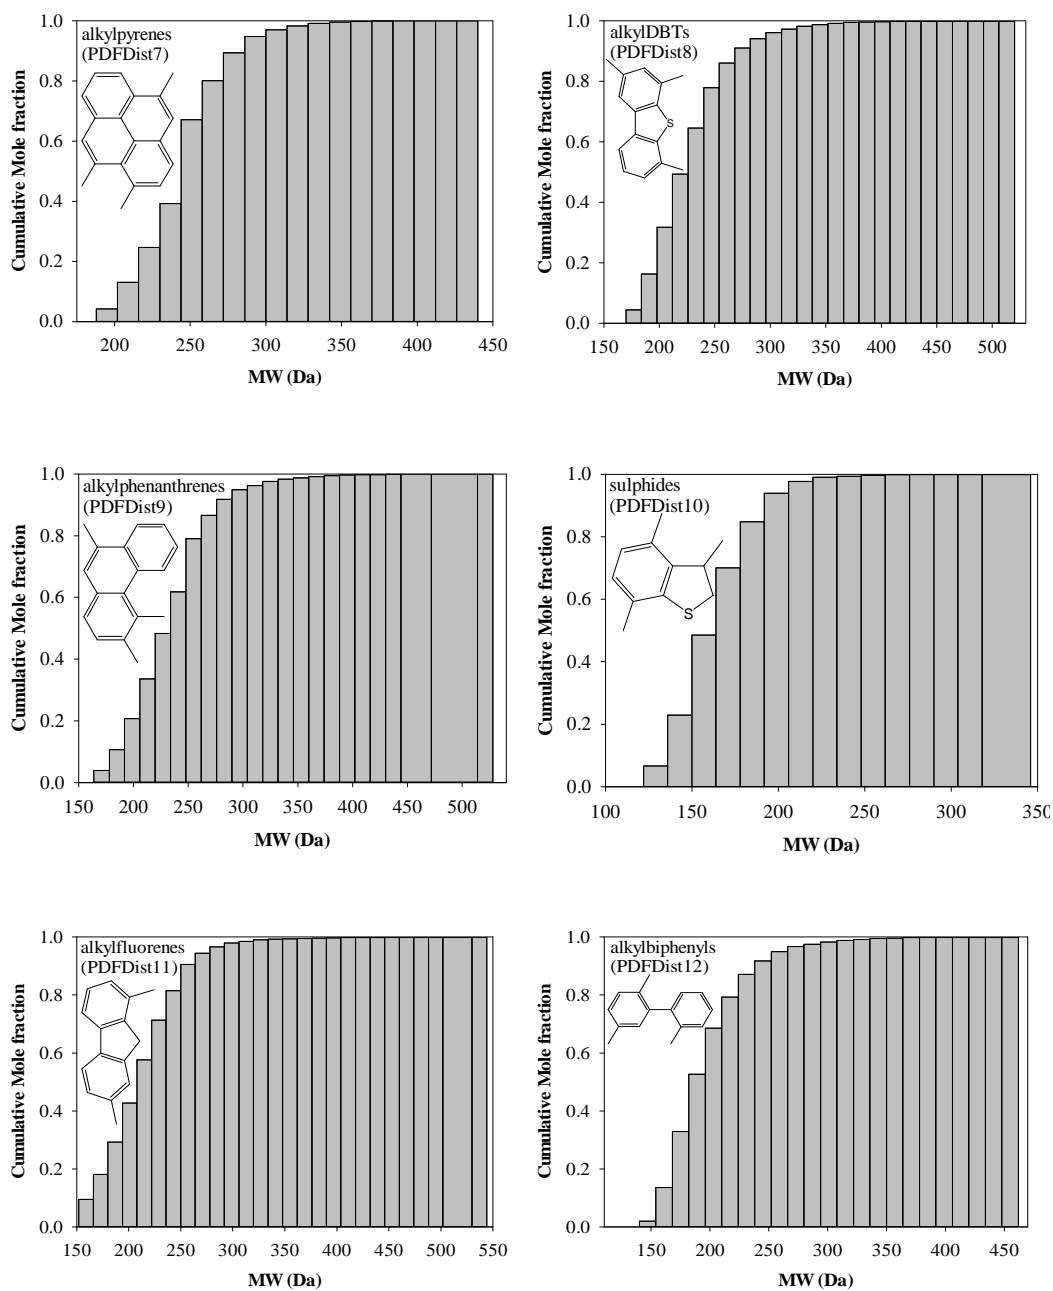 alkylpyrenes
(PDFDist7)
Cumulative Mole fraction
1.0
0.8
0.6
0.4
0.2
0.0
200 250 300 350 400 450
MW (Da)
alkylDBTs
(PDFDist8)
S
Cumulative Mole fraction
1.0
0.8
0.6
0.4
0.2
0.0
150 200 250 300 350 400 450 500
MW (Da)
alkylphenanthrenes
(PDFDist9)
Cumulative Mole fraction
1.0
0.8
0.6
0.4
0.2
0.0
150 200 250 300 350 400 450 500
MW (Da)
sulphides
(PDFDist10)
S
Cumulative Mole fraction
1.0
0.8
0.6
0.4
0.2
0.0
100 150 200 250 300 350
MW (Da)
alkylfluorenes
(PDFDist11)
Cumulative Mole fraction
1.0
0.8
0.6
0.4
0.2
0.0
150 200 250 300 350 400 450 500 550
MW (Da)
alkylbiphenyls
(PDFDist12)
Cumulative Mole fraction
1.0
0.8
0.6
0.4
0.2
0.0
150 200 250 300 350 400 450
MW (Da)